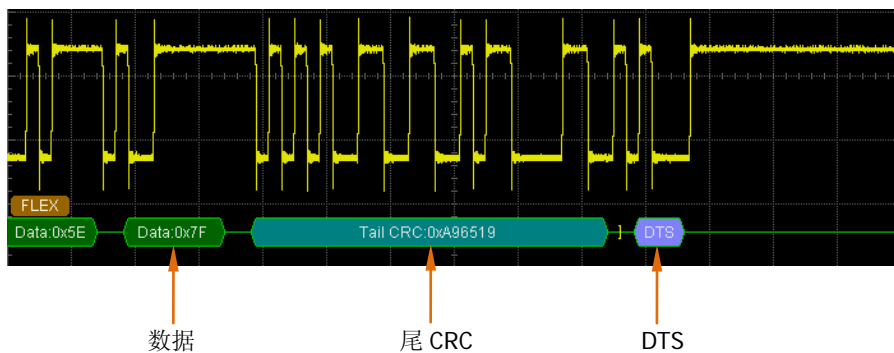 FLEX
Data:0x5E Data:0x7F Tail CRC:0xA96519 ] DTS
数据 尾 CRC DTS